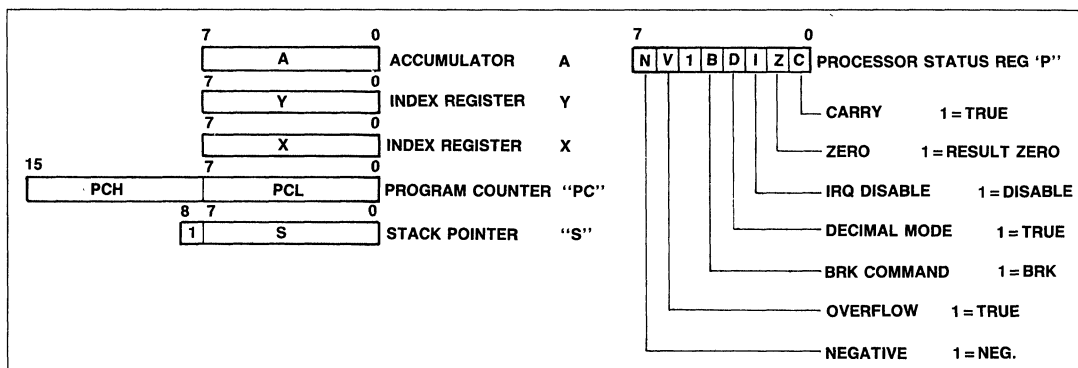 7 0
A ACCUMULATOR A
7 0
Y INDEX REGISTER Y
7 0
X INDEX REGISTER X
15 7 0
PCH PCL PROGRAM COUNTER "PC"
8 7 0
1 S STACK POINTER "S"
7 0
N V 1 B D I Z C PROCESSOR STATUS REG 'P"
CARRY 1 = TRUE
ZERO 1 = RESULT ZERO
IRQ DISABLE 1 = DISABLE
DECIMAL MODE 1 = TRUE
BRK COMMAND 1 = BRK
OVERFLOW 1 = TRUE
NEGATIVE 1 = NEG.